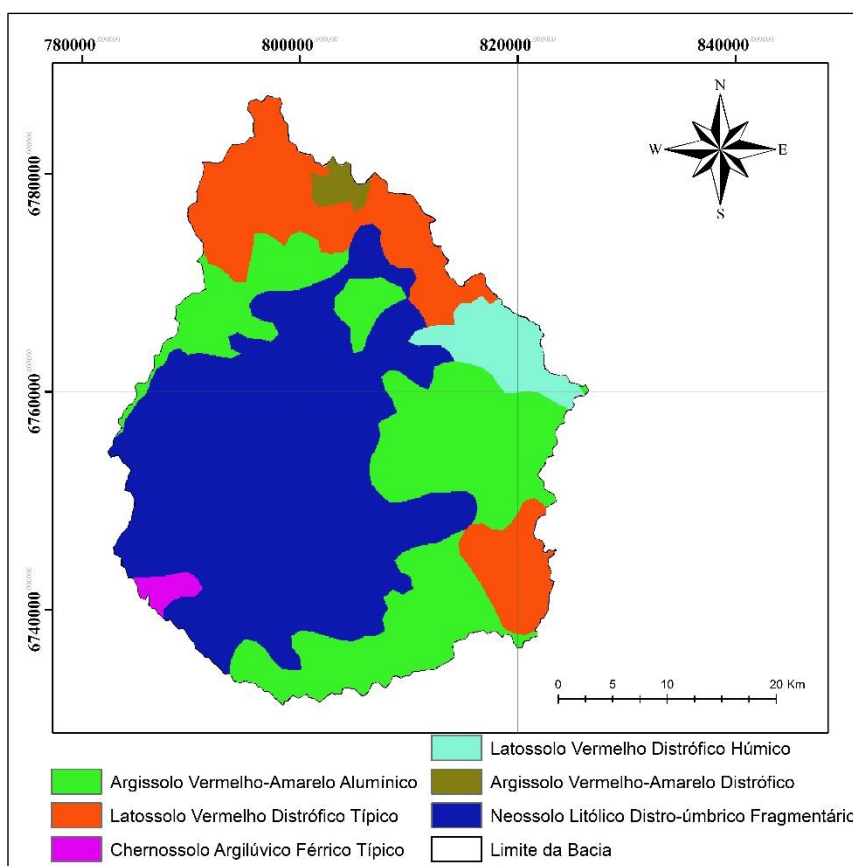 780000 800000 820000 840000
N
W E
S
6780000
6760000
6740000
0 5 10 15 20 Km
Latossolo Vermelho Distrófico Húmico
Argissolo Vermelho-Amarelo Alumínico
Argissolo Vermelho-Amarelo Distrófico
Latossolo Vermelho Distrófico Típico
Neossolo Litólico Distro-úmbrico Fragmentário
Chernossolo Argilúvico Férrico Típico
Limite da Bacia